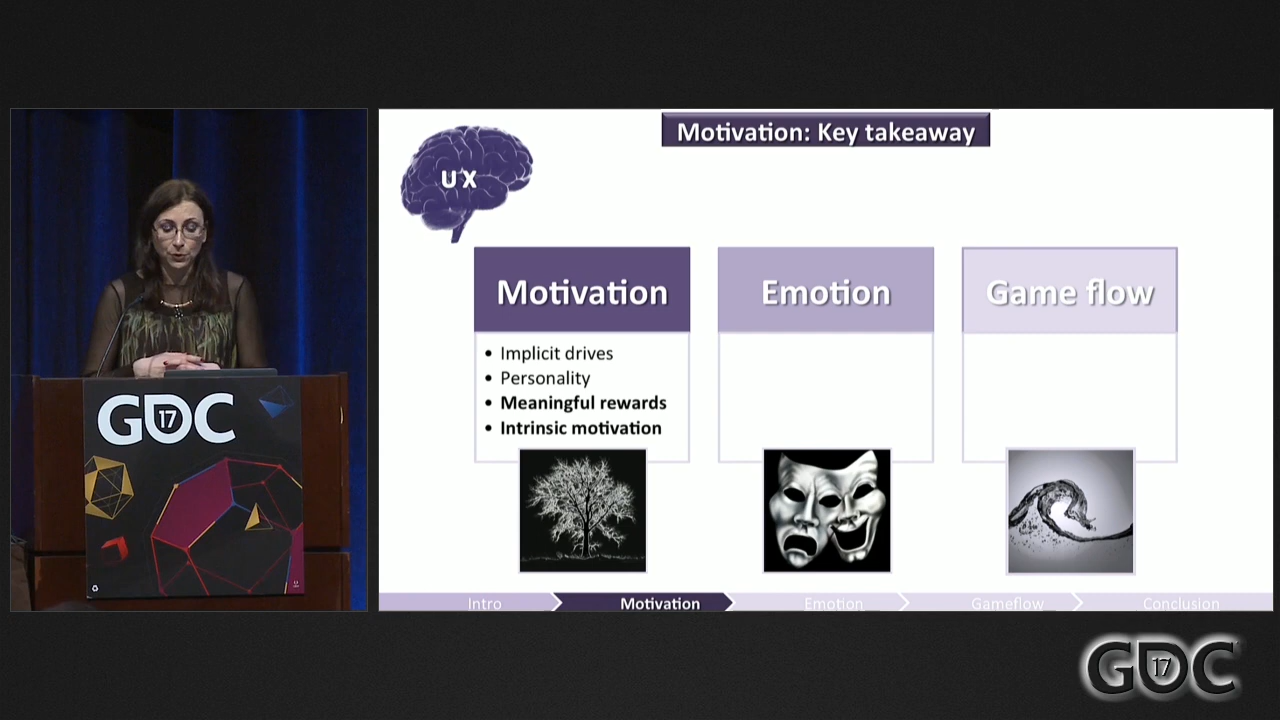 Motivation: Key takeaway
UX
Motivation
Emotion
Game flow
• Implicit drives
• Personality
• Meaningful rewards
• Intrinsic motivation
GDC
17
Intro
Motivation
Emotion
Gameflow
Conclusion
GDC
17